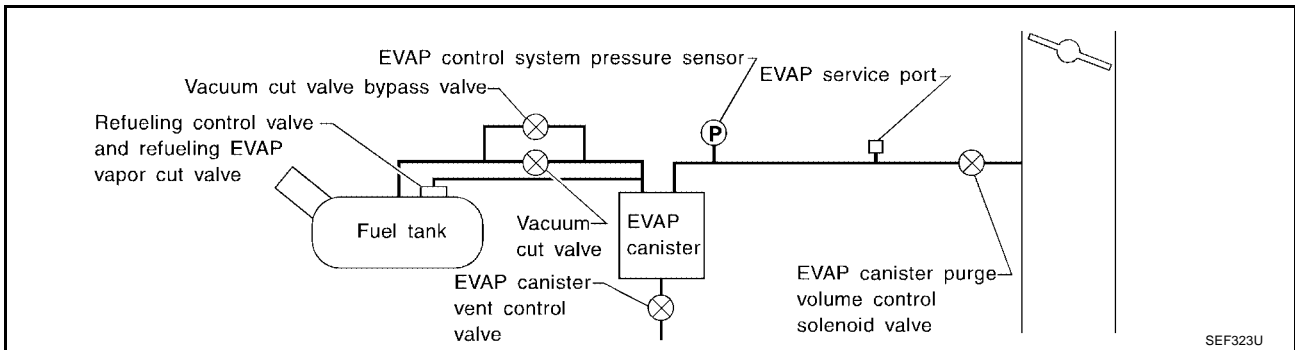 EVAP control system pressure sensor
EVAP service port
Vacuum cut valve bypass valve
Refueling control valve
and refueling EVAP
vapor cut valve
P
Fuel tank
Vacuum
cut valve
EVAP
canister
EVAP canister
vent control
valve
EVAP canister purge
volume control
solenoid valve
SEF323U